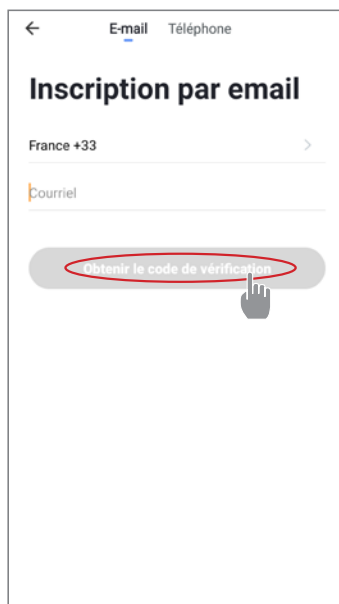 E-mail Téléphone
Inscription par email
France +33
Courriel
Obtenir le code de vérification